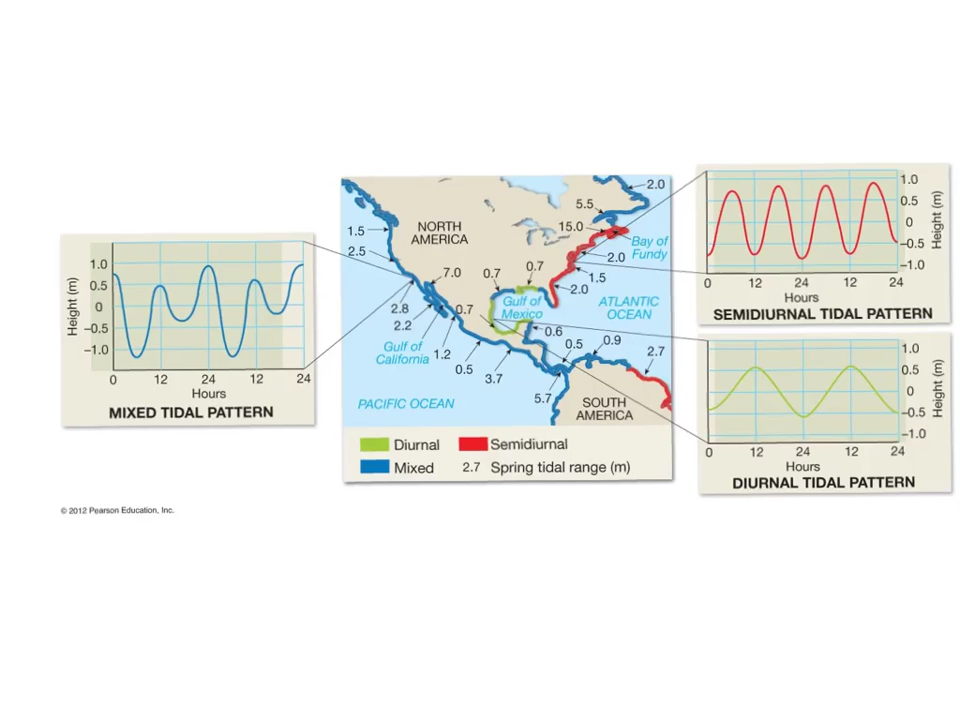 1.0
0.5
0
–0.5
–1.0
Height (m)
0 12 24 12 24
Hours
MIXED TIDAL PATTERN
NORTH
AMERICA
2.0
5.5
15.0
Bay of
Fundy
1.5
2.5
2.0
7.0
0.7
0.7
1.5
2.0
2.8
2.2
0.7
Gulf of
Mexico
ATLANTIC
OCEAN
0.6
Gulf of
California
1.2
0.5
3.7
0.5
0.9
2.7
5.7
PACIFIC OCEAN
SOUTH
AMERICA
Diurnal
Semidiurnal
Mixed
2.7 Spring tidal range (m)
1.0
0.5
0
–0.5
–1.0
Height (m)
0 12 24 12 24
Hours
SEMIDIURNAL TIDAL PATTERN
1.0
0.5
0
–0.5
–1.0
Height (m)
0 12 24 12 24
Hours
DIURNAL TIDAL PATTERN
© 2012 Pearson Education, Inc.